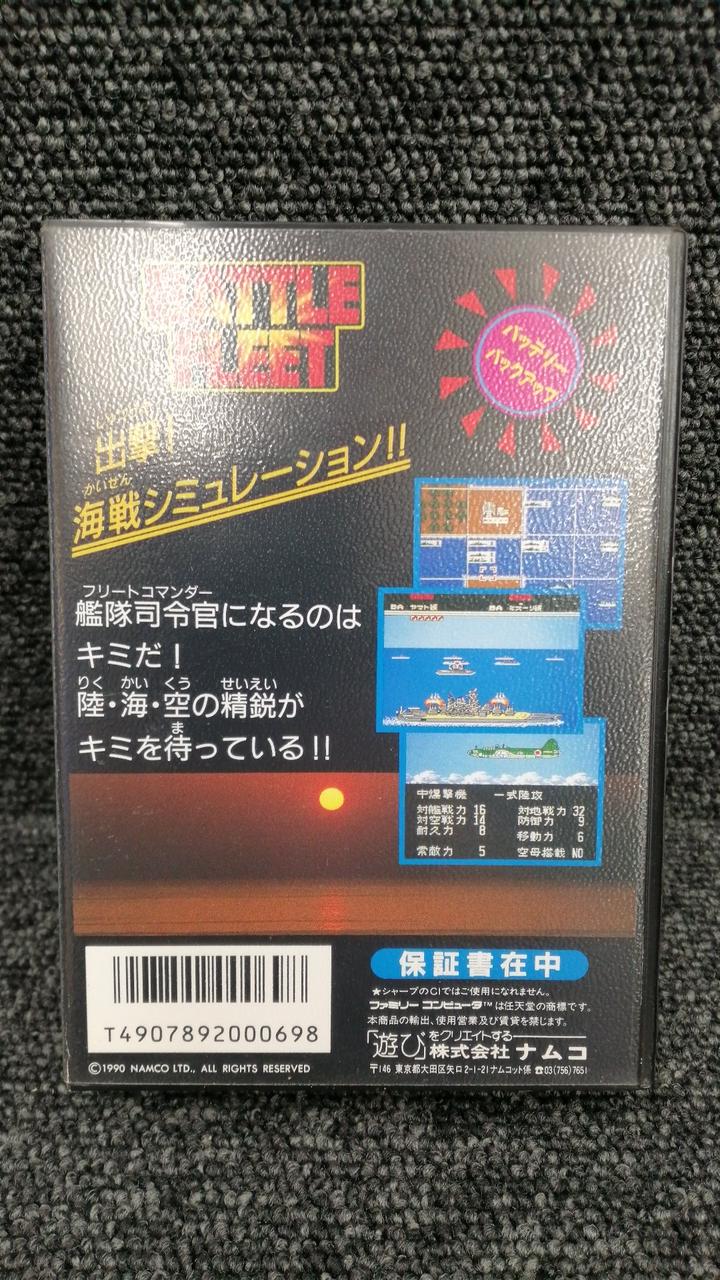 BATTLE
FLEET
バッテリー
バックアップ
出撃!
かいせん
海戦シミュレーション!!
フリートコマンダー
艦隊司令官になるのは
キミだ!
りく かい くう せいえい
陸・海・空の精鋭が
ま
キミを待っている!!
BA ヤマト級
BA ミズーリ級
中爆撃機 一式陸攻
対艦戦力 16 対地戦力 32
対空戦力 14 防御力 9
耐久力 8 移動力 6
索敵力 5 空母搭載 NO
T4907892000698
©1990 NAMCO LTD., ALL RIGHTS RESERVED
保証書在中
★シャープのC1ではご使用になれません。
ファミリーコンピュータ™は任天堂の商標です。
本商品の輸出、使用営業及び賃貸を禁じます。
「遊び」をクリエイトする
株式会社ナムコ
〒146 東京都大田区矢口2-1-21ナムコット係 ☎03(756)7651